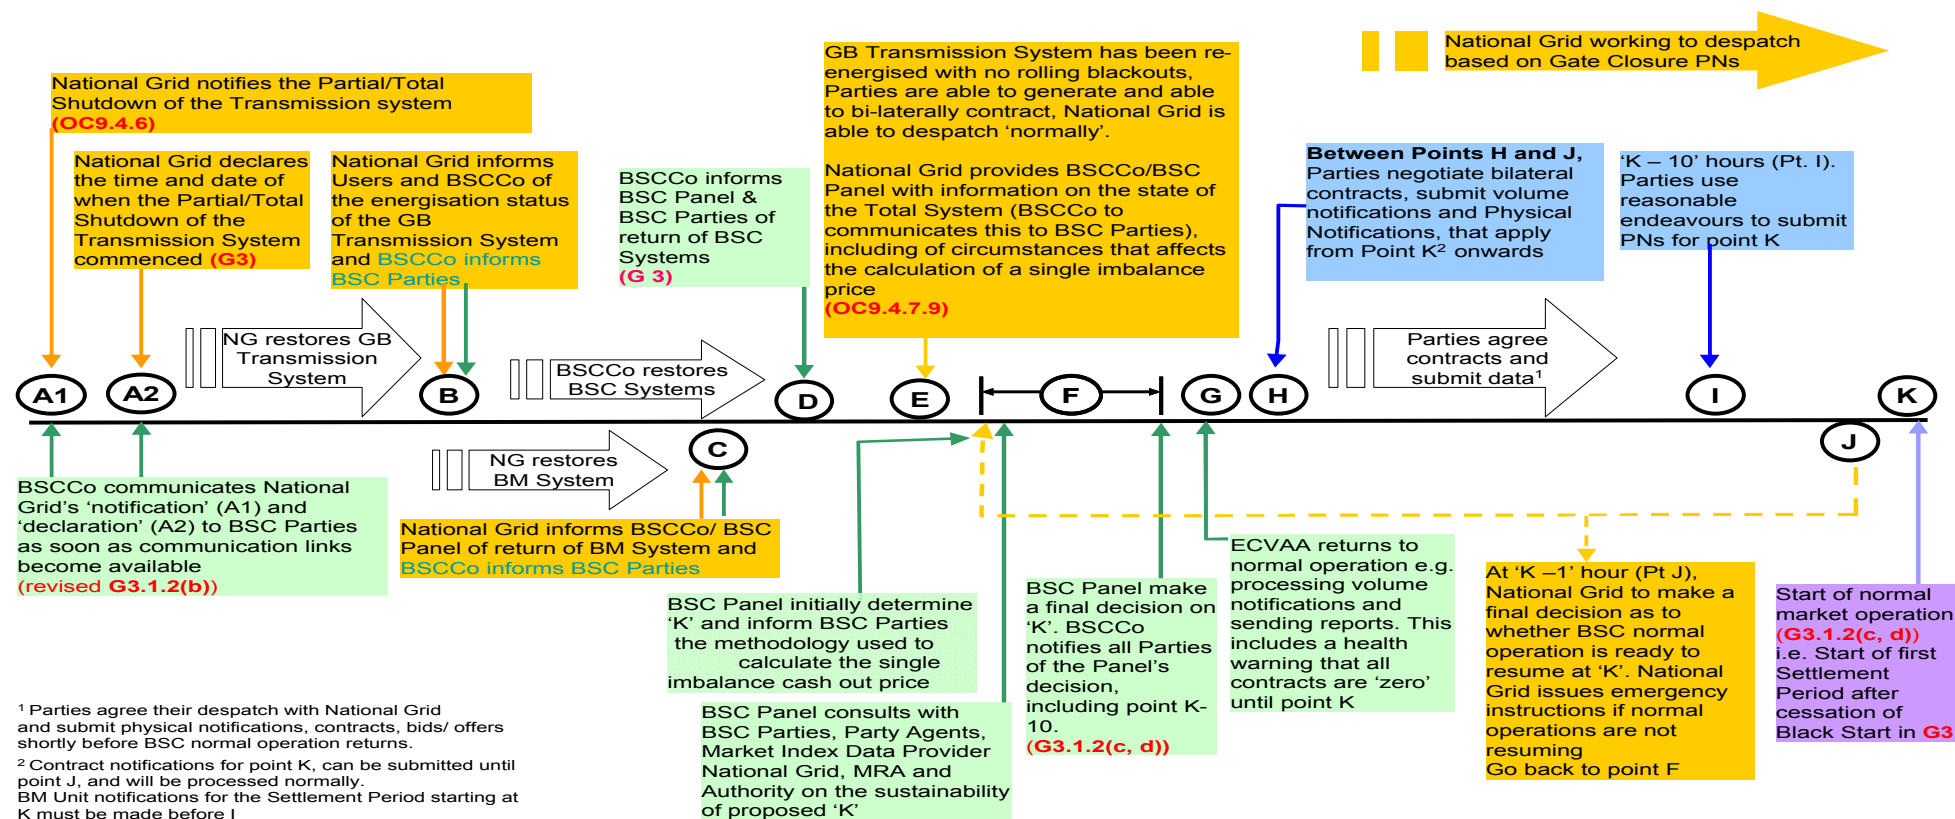 National Grid working to despatch
based on Gate Closure PNs
National Grid notifies the Partial/Total
Shutdown of the Transmission system
(OC9.4.6)
National Grid declares
the time and date of
when the Partial/Total
Shutdown of the
Transmission System
commenced (G3)
National Grid informs
Users and BSCCo of
the energisation status
of the GB
Transmission System
and BSCCo informs
BSC Parties
BSCCo informs
BSC Panel &
BSC Parties of
return of BSC
Systems
(G 3)
GB Transmission System has been re-
energised with no rolling blackouts,
Parties are able to generate and able
to bi-laterally contract, National Grid is
able to despatch ‘normally’.
National Grid provides BSCCo/BSC
Panel with information on the state of
the Total System (BSCCo to
communicates this to BSC Parties),
including of circumstances that affects
the calculation of a single imbalance
price
(OC9.4.7.9)
Between Points H and J,
Parties negotiate bilateral
contracts, submit volume
notifications and Physical
Notifications, that apply
from Point K² onwards
‘K – 10’ hours (Pt. I).
Parties use
reasonable
endeavours to submit
PNs for point K
NG restores GB
Transmission
System
BSCCo restores
BSC Systems
Parties agree
contracts and
submit data¹
A1
A2
B
D
E
F
G
H
I
K
C
J
NG restores
BM System
BSCCo communicates National
Grid’s ‘notification’ (A1) and
‘declaration’ (A2) to BSC Parties
as soon as communication links
become available
(revised G3.1.2(b))
National Grid informs BSCCo/ BSC
Panel of return of BM System and
BSCCo informs BSC Parties
BSC Panel initially determine
‘K’ and inform BSC Parties
the methodology used to
calculate the single
imbalance cash out price
BSC Panel consults with
BSC Parties, Party Agents,
Market Index Data Provider
National Grid, MRA and
Authority on the sustainability
of proposed ‘K’
BSC Panel make
a final decision on
‘K’. BSCCo
notifies all Parties
of the Panel’s
decision,
including point K-
10.
(G3.1.2(c, d))
ECVAA returns to
normal operation e.g.
processing volume
notifications and
sending reports. This
includes a health
warning that all
contracts are ‘zero’
until point K
At ‘K –1’ hour (Pt J),
National Grid to make a
final decision as to
whether BSC normal
operation is ready to
resume at ‘K’. National
Grid issues emergency
instructions if normal
operations are not
resuming
Go back to point F
Start of normal
market operation
(G3.1.2(c, d))
i.e. Start of first
Settlement
Period after
cessation of
Black Start in G3
¹ Parties agree their despatch with National Grid
and submit physical notifications, contracts, bids/ offers
shortly before BSC normal operation returns.
² Contract notifications for point K, can be submitted until
point J, and will be processed normally.
BM Unit notifications for the Settlement Period starting at
K must be made before I